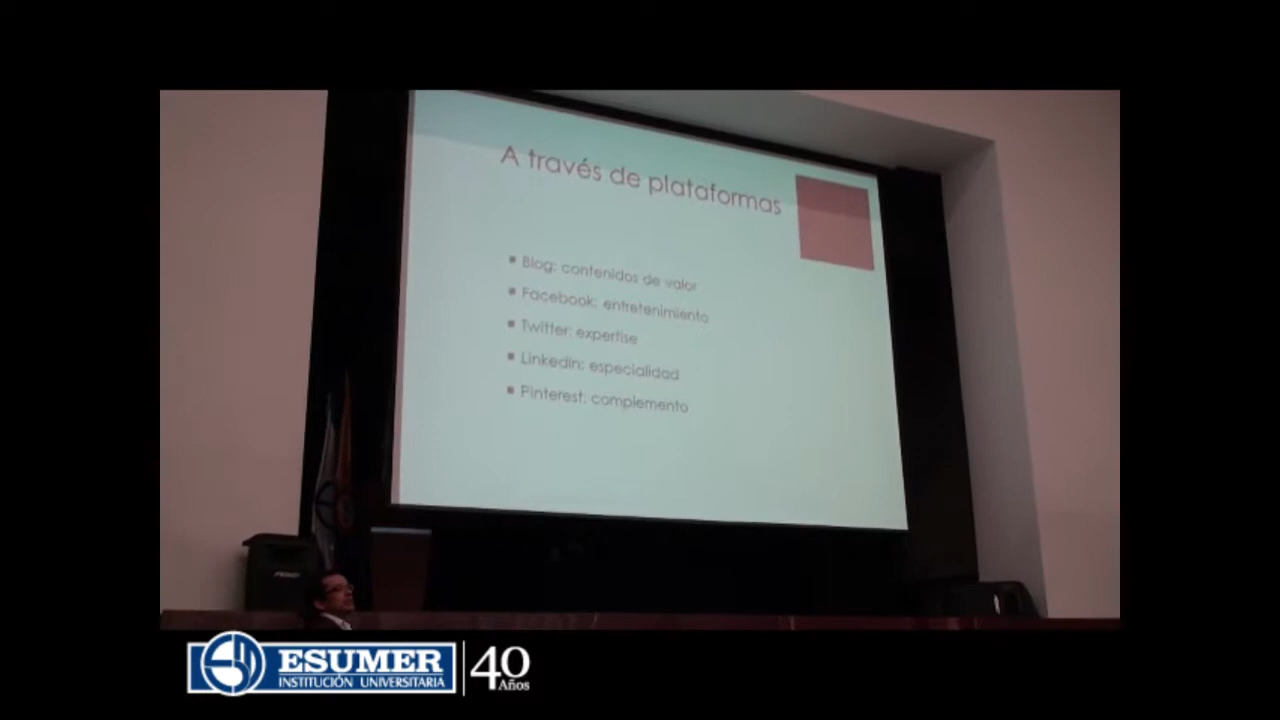 A través de plataformas
Blog: contenidos de valor
Facebook: entretenimiento
Twitter: expertise
Linkedin: especialidad
Pinterest: complemento
ESUMER
INSTITUCIÓN UNIVERSITARIA
40
Años